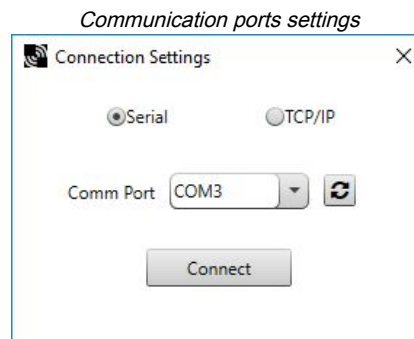 Communication ports settings
Connection Settings
Serial TCP/IP
Comm Port COM3
Connect